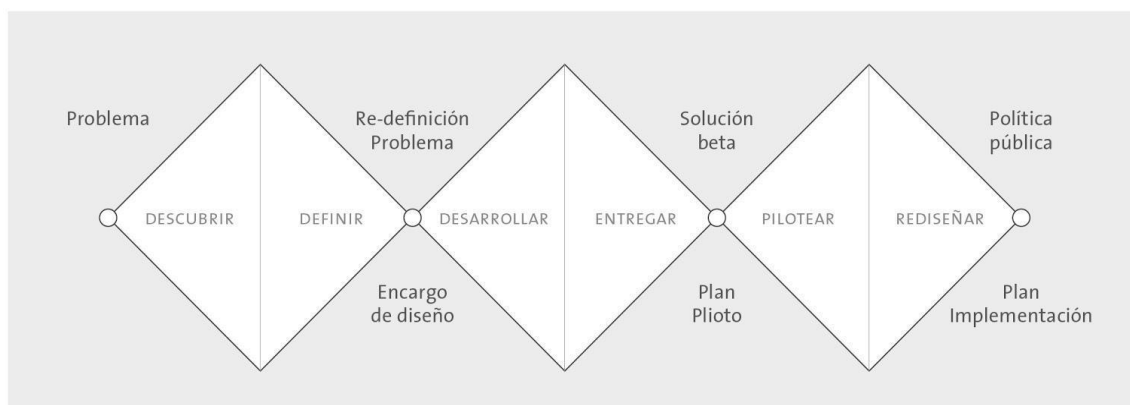 Problema
Re-definición
Problema
Solución
beta
Política
pública
DESCUBRIR
DEFINIR
DESARROLLAR
ENTREGAR
PILOTEAR
REDISEÑAR
Encargo
de diseño
Plan
Plioto
Plan
Implementación